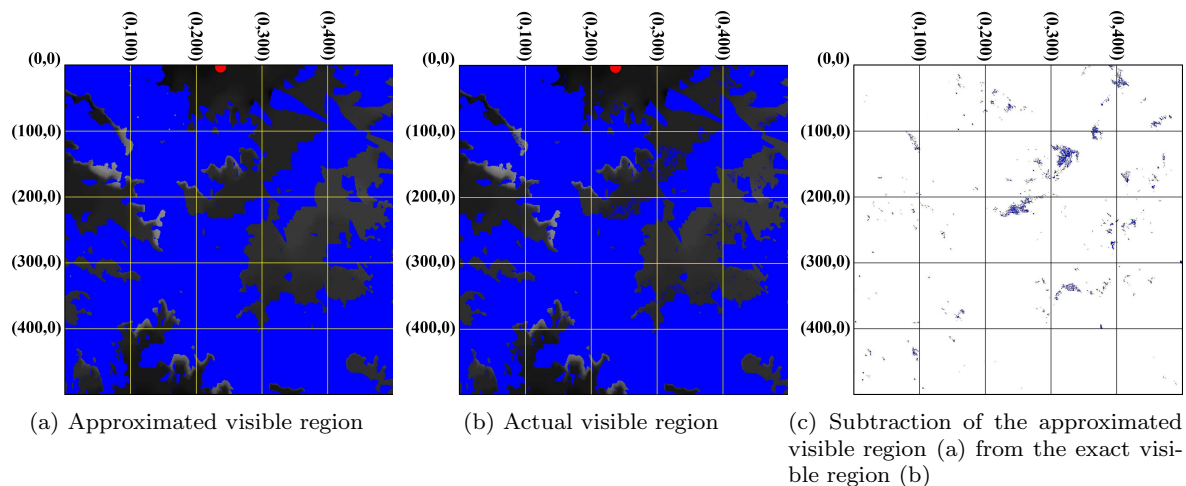 (0,100) (0,200) (0,300) (0,400)
(0,0)
(100,0)
(200,0)
(300,0)
(400,0)
(a) Approximated visible region
(0,100) (0,200) (0,300) (0,400)
(0,0)
(100,0)
(200,0)
(300,0)
(400,0)
(b) Actual visible region
(0,100) (0,200) (0,300) (0,400)
(0,0)
(100,0)
(200,0)
(300,0)
(400,0)
(c) Subtraction of the approximated
visible region (a) from the exact visi-
ble region (b)